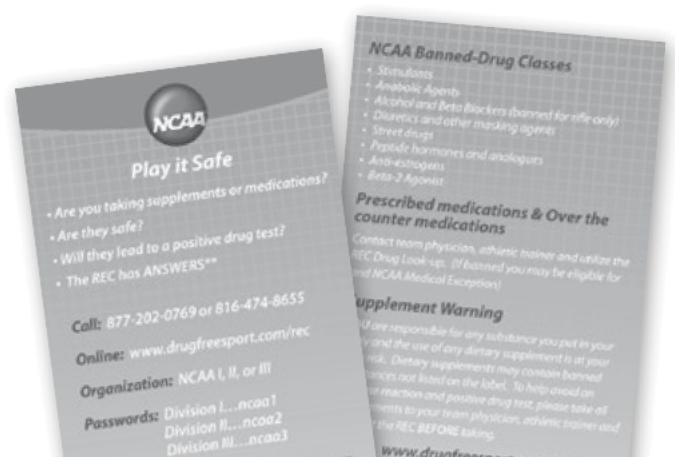 NCAA
Play it Safe
• Are you taking supplements or medications?
• Are they safe?
• Will they lead to a positive drug test?
• The REC has ANSWERS**
Call: 877-202-0769 or 816-474-8655
Online: www.drugfreesport.com/rec
Organization: NCAA I, II, or III
Passwords: Division I...ncaa1
Division II...ncaa2
Division III...ncaa3
NCAA Banned-Drug Classes
• Stimulants
• Anabolic Agents
• Alcohol and Beta Blockers (banned for rifle only)
• Diuretics and other masking agents
• Street drugs
• Peptide hormones and analogues
• Anti-estrogens
• Beta-2 Agonist
Prescribed medications & Over the
counter medications
Contact team physician, athletic trainer and utilize the
REC Drug Look-up. (If banned you may be eligible for
and NCAA Medical Exception)
upplement Warning
are responsible for any substance you put in your
and the use of any dietary supplement is at your
risk. Dietary supplements may contain banned
not listed on the label. To help avoid an
reaction and positive drug test, please take all
to your team physician, athletic trainer and
the REC BEFORE taking.
www.drugfreesport